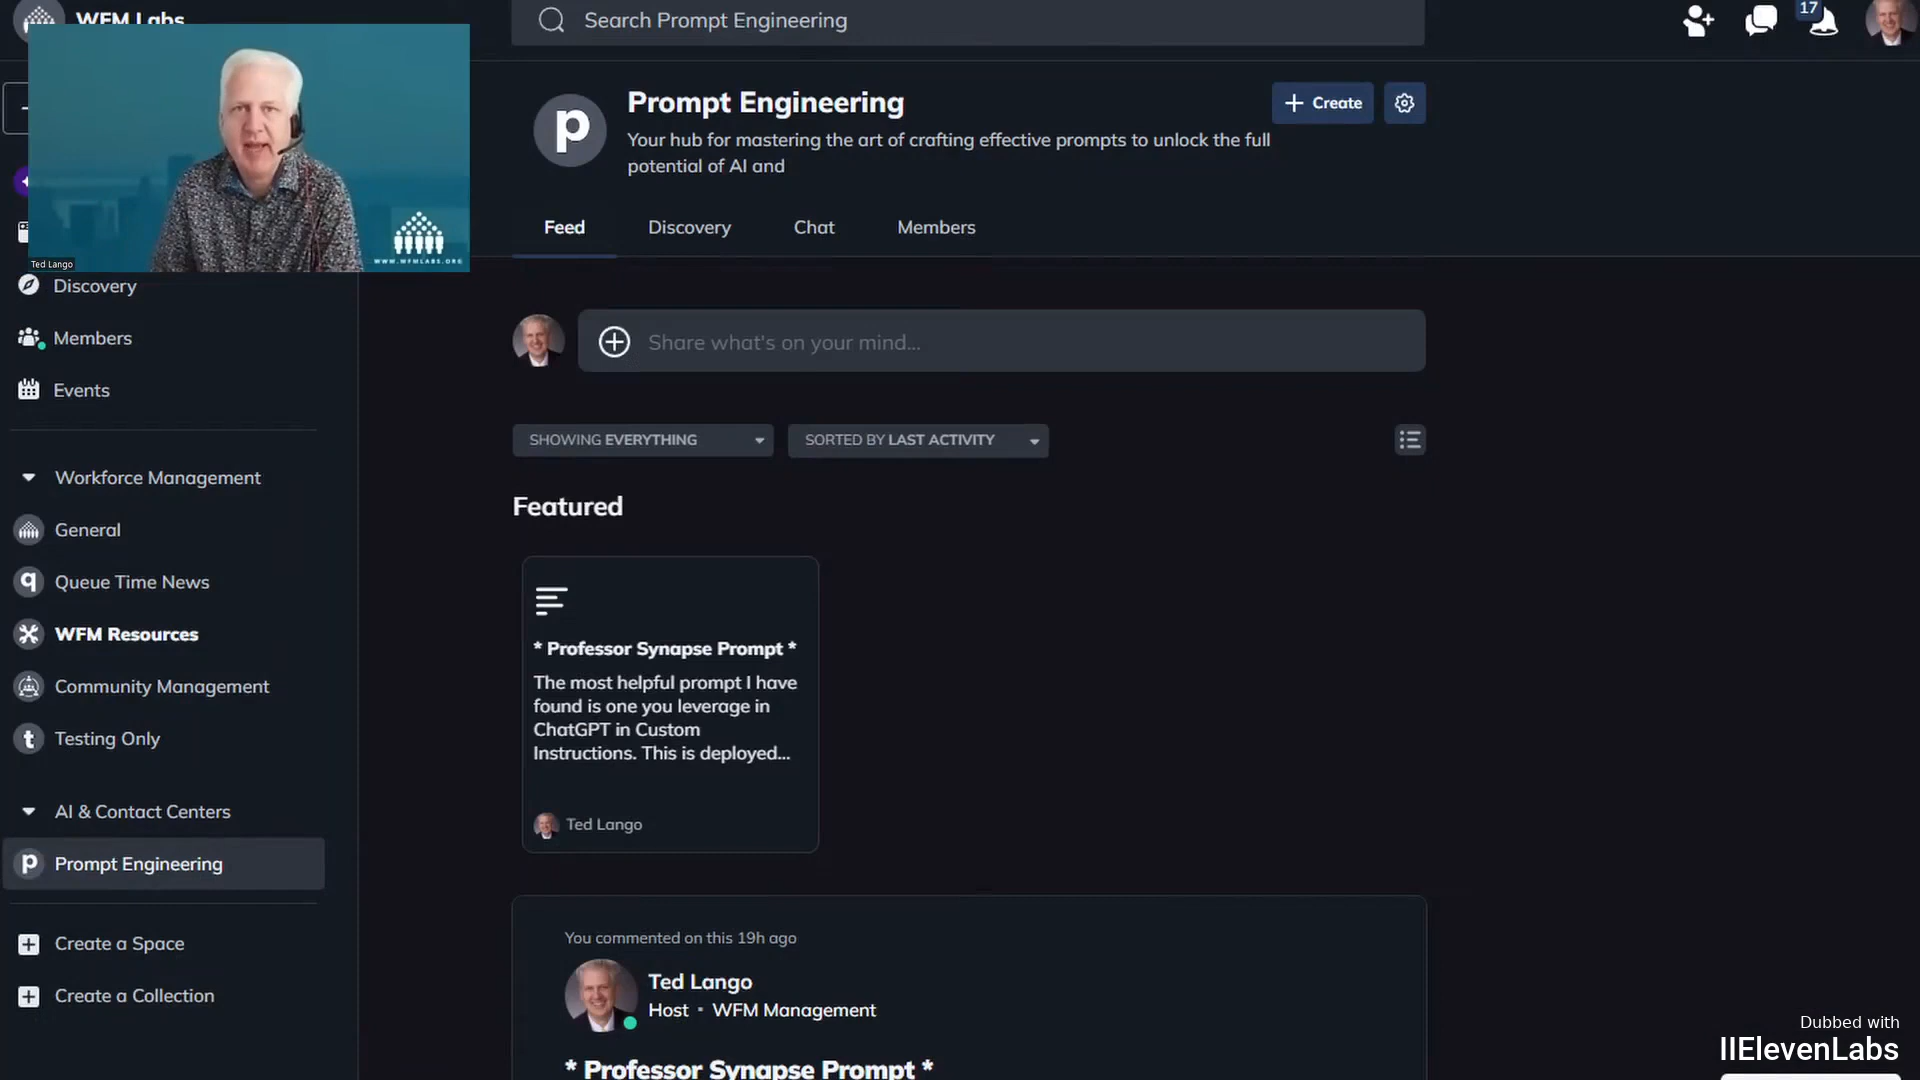 WFM Labs
Search Prompt Engineering
17
Ted Lango
WWW.WFMLABS.ORG
p
Prompt Engineering
Your hub for mastering the art of crafting effective prompts to unlock the full
potential of AI and
Create
Feed
Discovery
Chat
Members
Discovery
Members
Events
Workforce Management
General
q
Queue Time News
WFM Resources
Community Management
t
Testing Only
AI & Contact Centers
p
Prompt Engineering
Create a Space
Create a Collection
Share what's on your mind...
SHOWING EVERYTHING
SORTED BY LAST ACTIVITY
Featured
* Professor Synapse Prompt *
The most helpful prompt I have
found is one you leverage in
ChatGPT in Custom
Instructions. This is deployed...
Ted Lango
You commented on this 19h ago
Ted Lango
Host · WFM Management
* Professor Synapse Prompt *
Dubbed with
IIElevenLabs